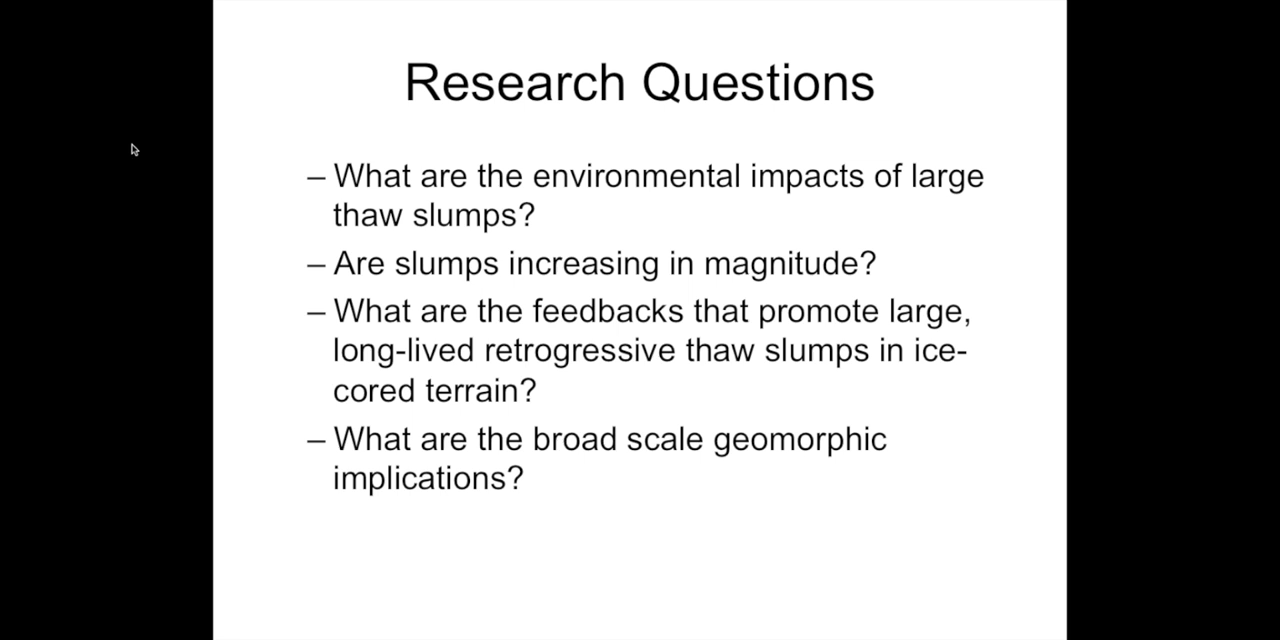 Research Questions
– What are the environmental impacts of large
thaw slumps?
– Are slumps increasing in magnitude?
– What are the feedbacks that promote large,
long-lived retrogressive thaw slumps in ice-
cored terrain?
– What are the broad scale geomorphic
implications?